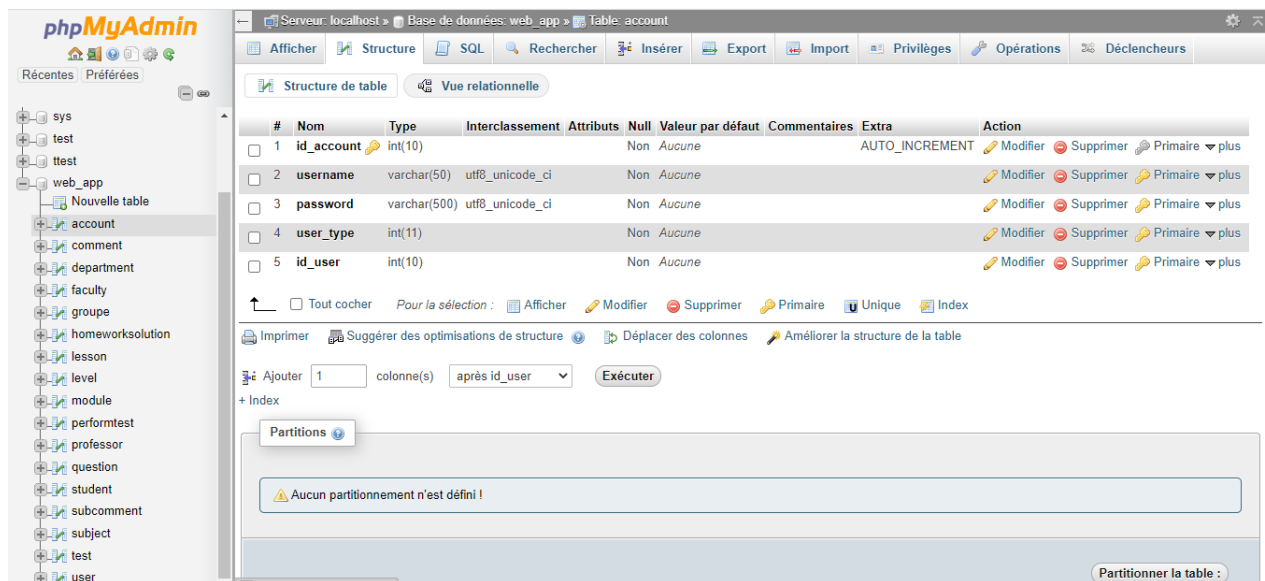 phpMyAdmin
Récentes Préférées
sys
test
ttest
web_app
Nouvelle table
account
comment
department
faculty
groupe
homeworksolution
lesson
level
module
performtest
professor
question
student
subcomment
subject
test
user
Serveur: localhost » Base de données: web_app » Table: account
Afficher Structure SQL Rechercher Insérer Export Import Privilèges Opérations Déclencheurs
Structure de table Vue relationnelle
# Nom Type Interclassement Attributs Null Valeur par défaut Commentaires Extra Action
1 id_account int(10) Non Aucune AUTO_INCREMENT Modifier Supprimer Primaire plus
2 username varchar(50) utf8_unicode_ci Non Aucune Modifier Supprimer Primaire plus
3 password varchar(500) utf8_unicode_ci Non Aucune Modifier Supprimer Primaire plus
4 user_type int(11) Non Aucune Modifier Supprimer Primaire plus
5 id_user int(10) Non Aucune Modifier Supprimer Primaire plus
Tout cocher Pour la sélection : Afficher Modifier Supprimer Primaire Unique Index
Imprimer Suggérer des optimisations de structure Déplacer des colonnes Améliorer la structure de la table
Ajouter 1 colonne(s) après id_user Exécuter
+ Index
Partitions
Aucun partitionnement n'est défini !
Partitionner la table :